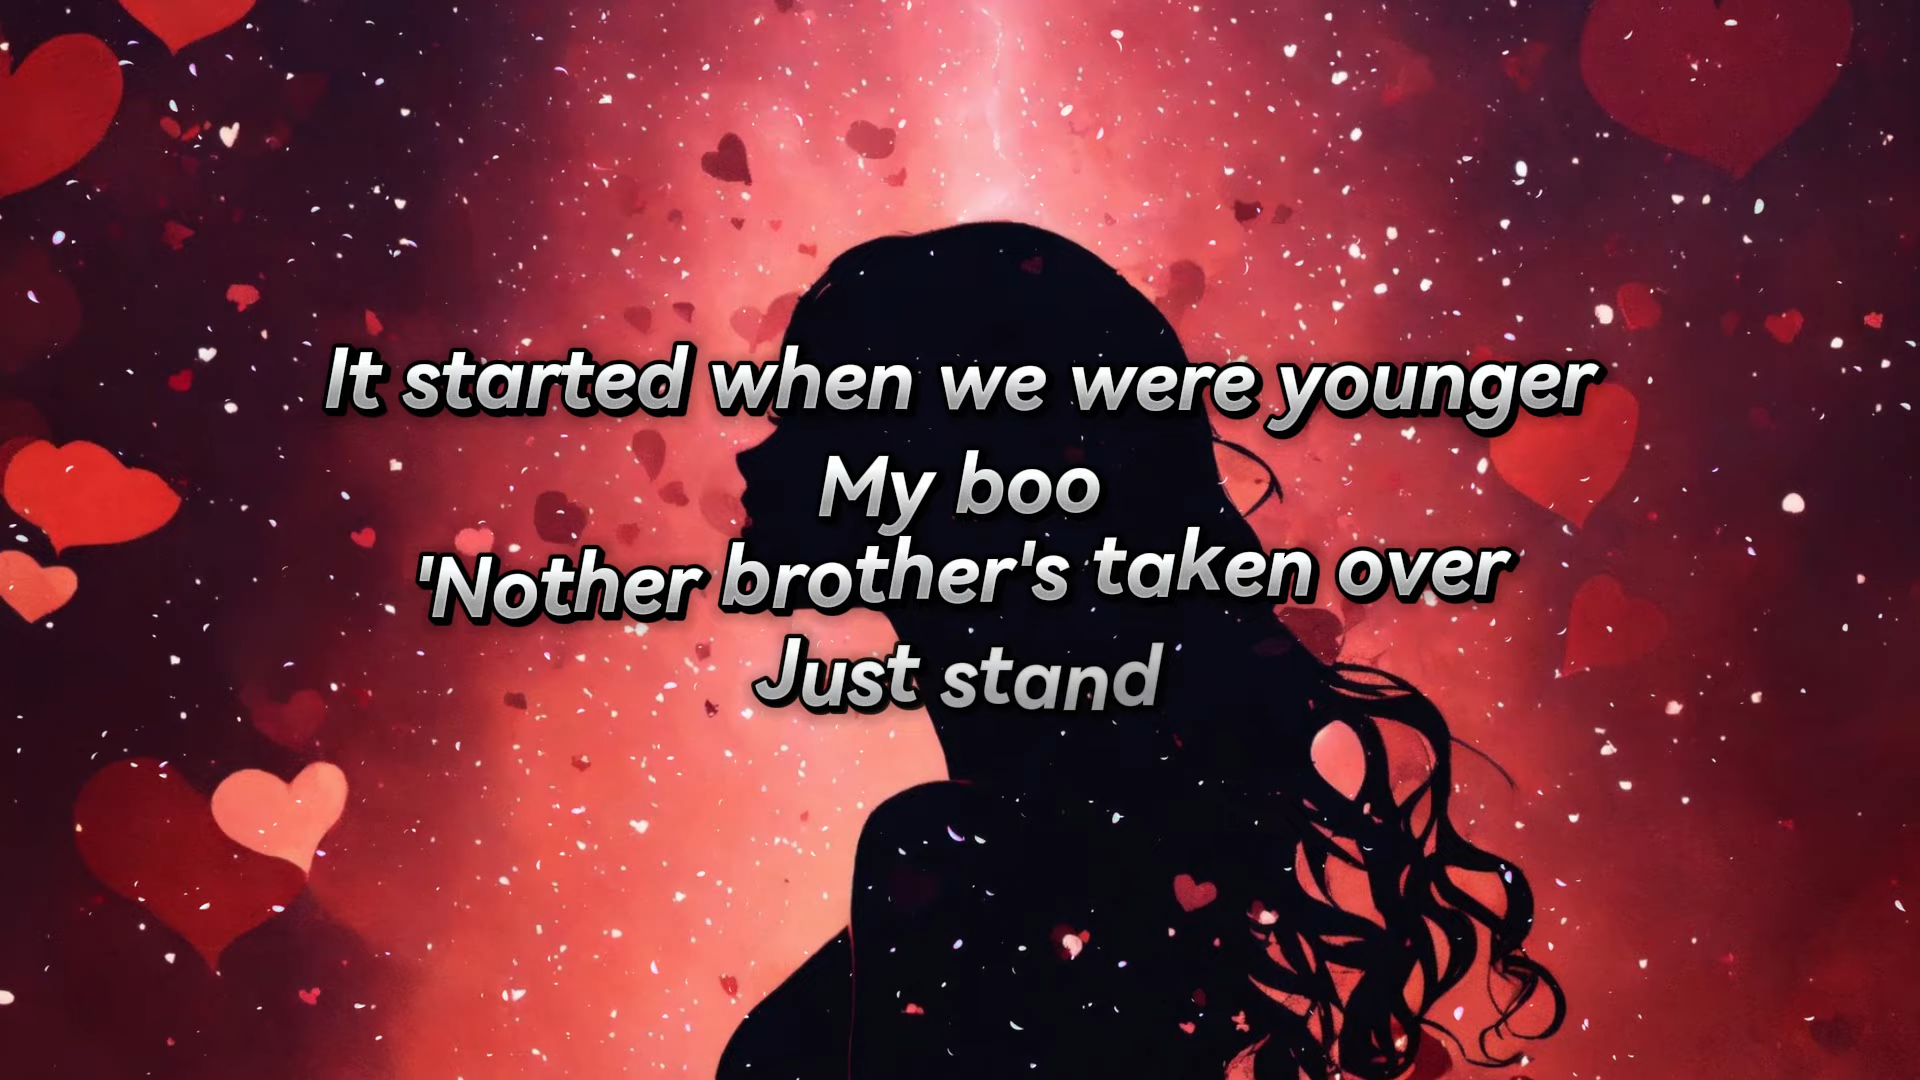 It started when we were younger
My boo
'Nother brother's taken over
Just stand